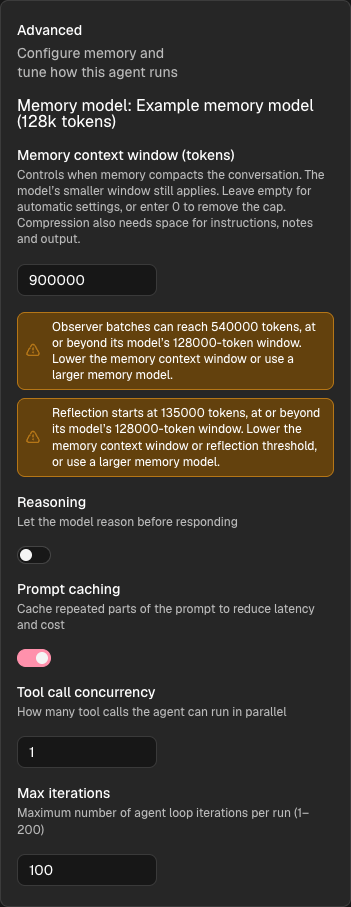 Advanced
Configure memory and
tune how this agent runs
Memory model: Example memory model
(128k tokens)
Memory context window (tokens)
Controls when memory compacts the conversation. The
model's smaller window still applies. Leave empty for
automatic settings, or enter 0 to remove the cap.
Compression also needs space for instructions, notes
and output.
900000
Observer batches can reach 540000 tokens, at
or beyond its model's 128000-token window.
Lower the memory context window or use a
larger memory model.
Reflection starts at 135000 tokens, at or beyond
its model's 128000-token window. Lower the
memory context window or reflection threshold,
or use a larger memory model.
Reasoning
Let the model reason before responding
Prompt caching
Cache repeated parts of the prompt to reduce latency
and cost
Tool call concurrency
How many tool calls the agent can run in parallel
1
Max iterations
Maximum number of agent loop iterations per run (1–
200)
100